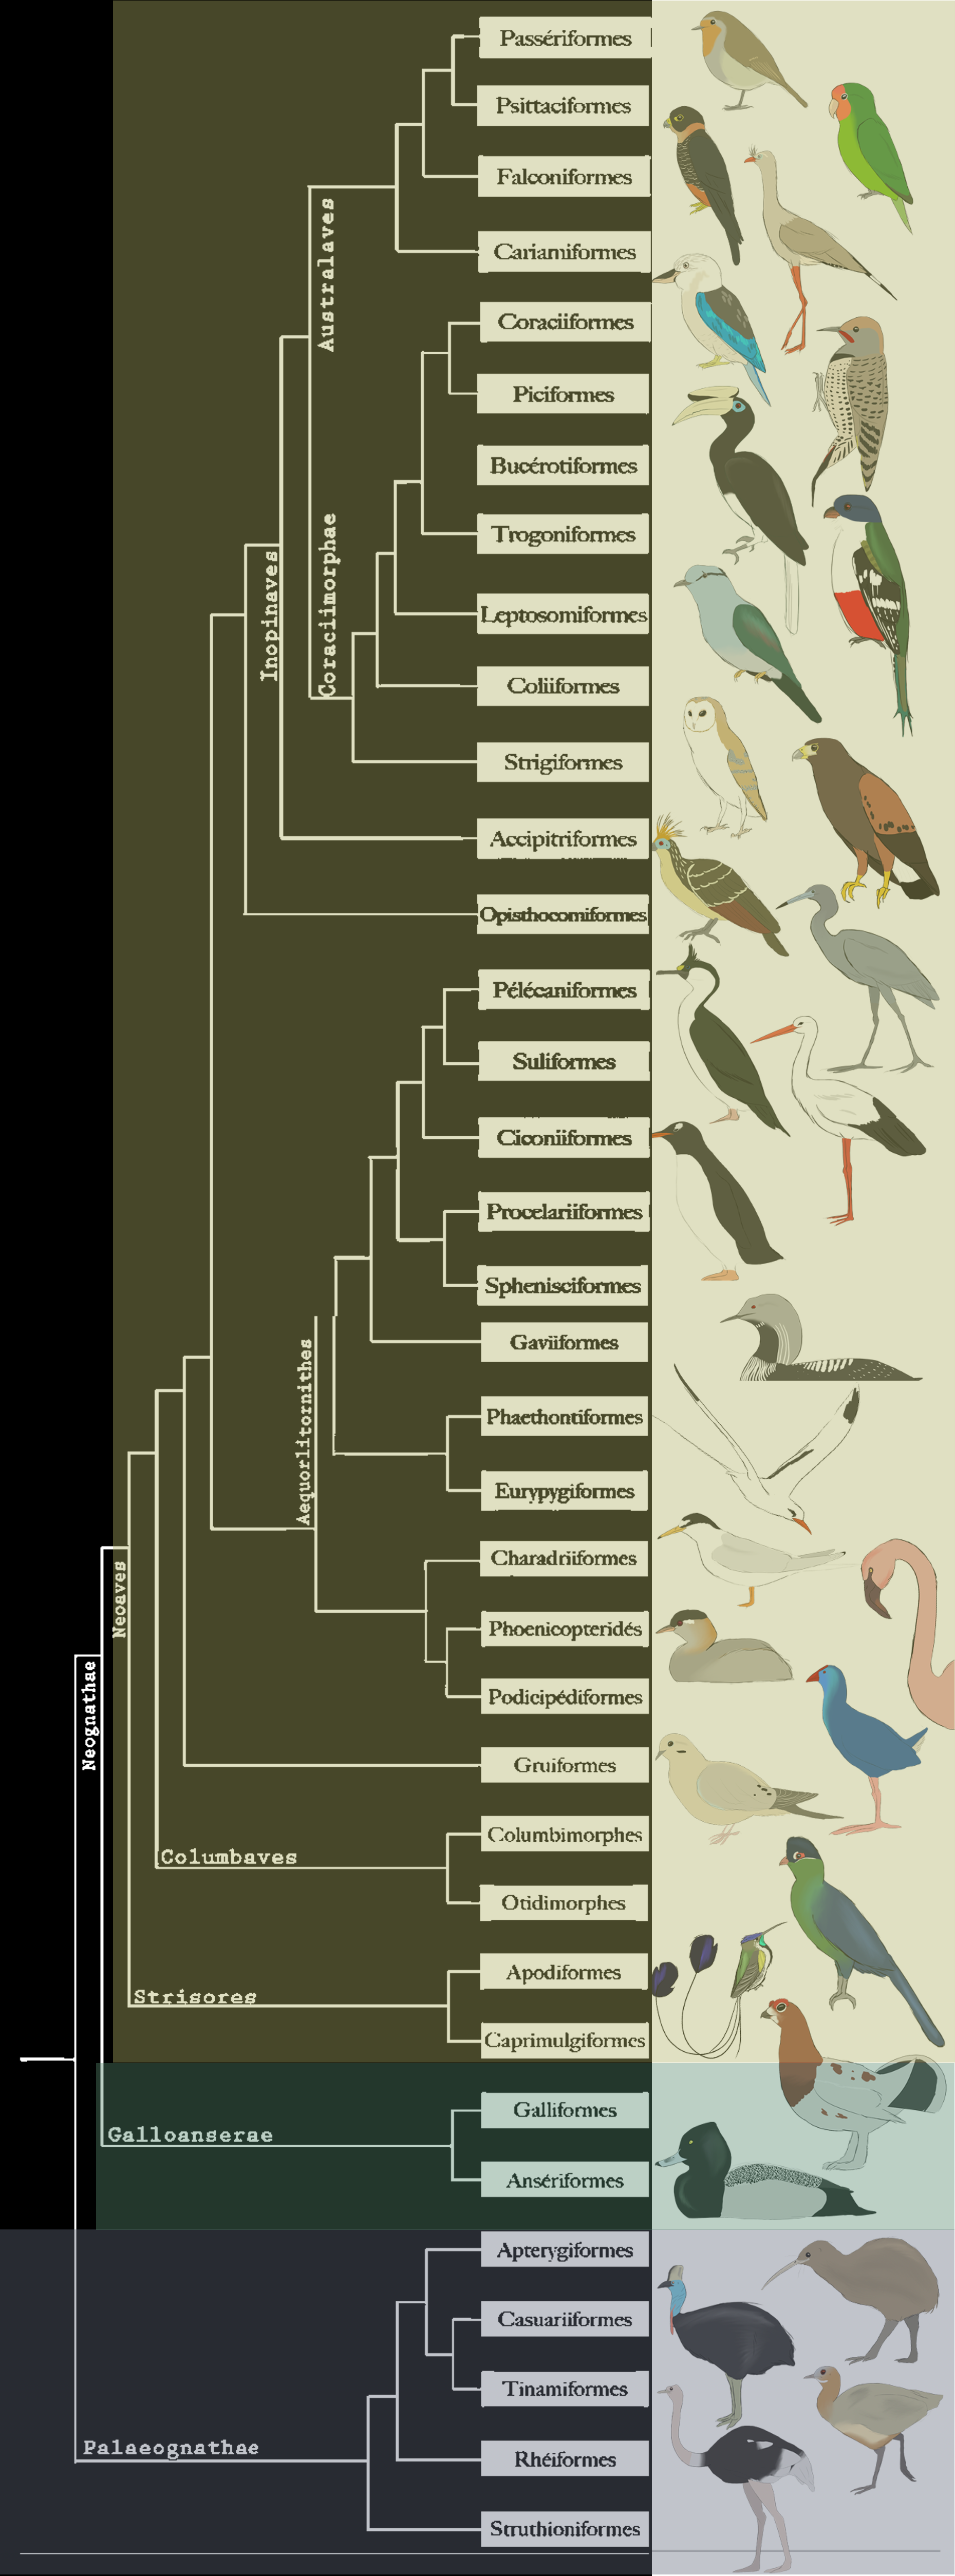 Passériformes
Psittaciformes
Falconiformes
Cariamiformes
Australaves
Coraciiformes
Piciformes
Bucérotiformes
Trogoniformes
Leptosomiformes
Coliiformes
Strigiformes
Coraciimorphae
Inopinaves
Accipitriformes
Opisthocomiformes
Pélécaniformes
Suliformes
Ciconiiformes
Procelariiformes
Sphenisciformes
Gaviiformes
Phaethontiformes
Eurypygiformes
Aequorlitornithes
Charadriiformes
Phoenicopteridés
Podicipédiformes
Neoaves
Neognathae
Gruiformes
Columbimorphes
Columbaves
Otidimorphes
Apodiformes
Strisores
Caprimulgiformes
Galliformes
Galloanserae
Ansériformes
Apterygiformes
Casuariiformes
Tinamiformes
Palaeognathae
Rhéiformes
Struthioniformes